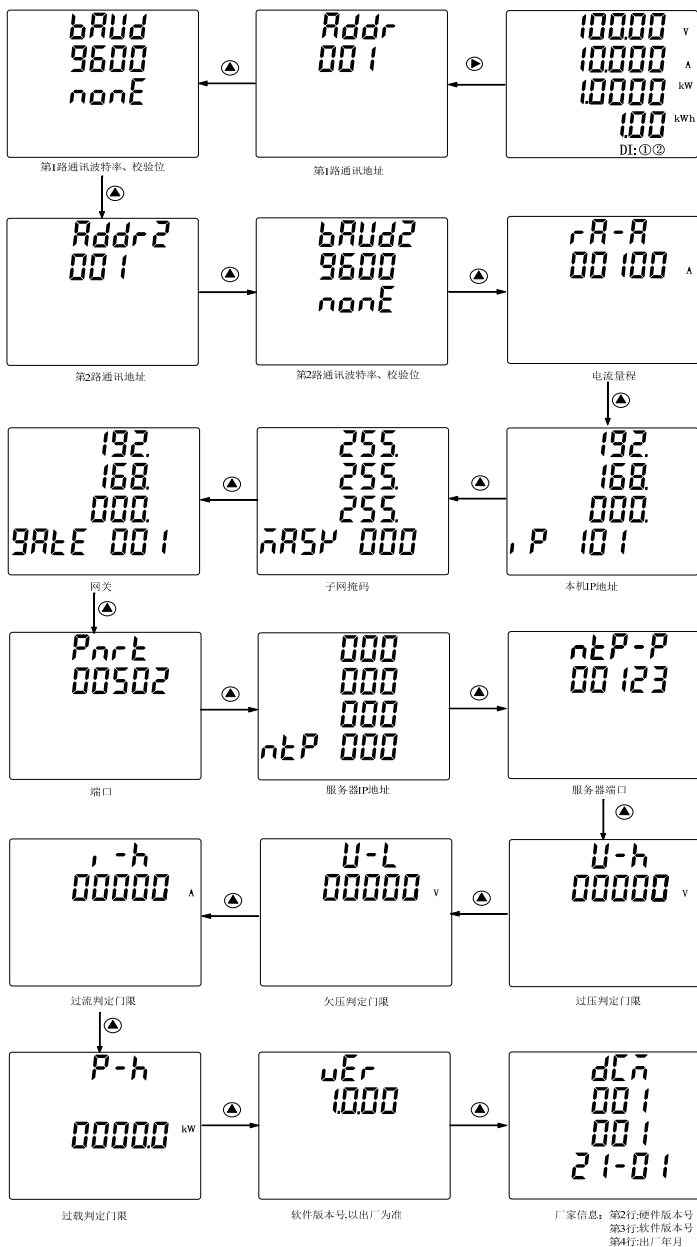 bAUd
9600
nonE
第1路通讯波特率、校验位
Addr
001
第1路通讯地址
100.00 V
10.000 A
1.0000 kW
1.00 kWh
DI:①②
Addr2
001
第2路通讯地址
bAUd2
9600
nonE
第2路通讯波特率、校验位
rA-A
00100 A
电流量程
192.
168.
000.
gAtE 001
网关
255.
255.
255.
mASK 000
子网掩码
192.
168.
000.
iP 101
本机IP地址
Port
00502
端口
000
000
000
ntP 000
服务器IP地址
ntP-P
00123
服务器端口
i-h
00000 A
过流判定门限
U-L
00000 V
欠压判定门限
U-h
00000 V
过压判定门限
P-h
0000.0 kW
过载判定门限
vEr
1.0.00
软件版本号,以出厂为准
dCm
001
001
21-01
厂家信息：第2行:硬件版本号
第3行:软件版本号
第4行:出厂年月